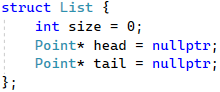 struct List {
    int size = 0;
    Point* head = nullptr;
    Point* tail = nullptr;
};